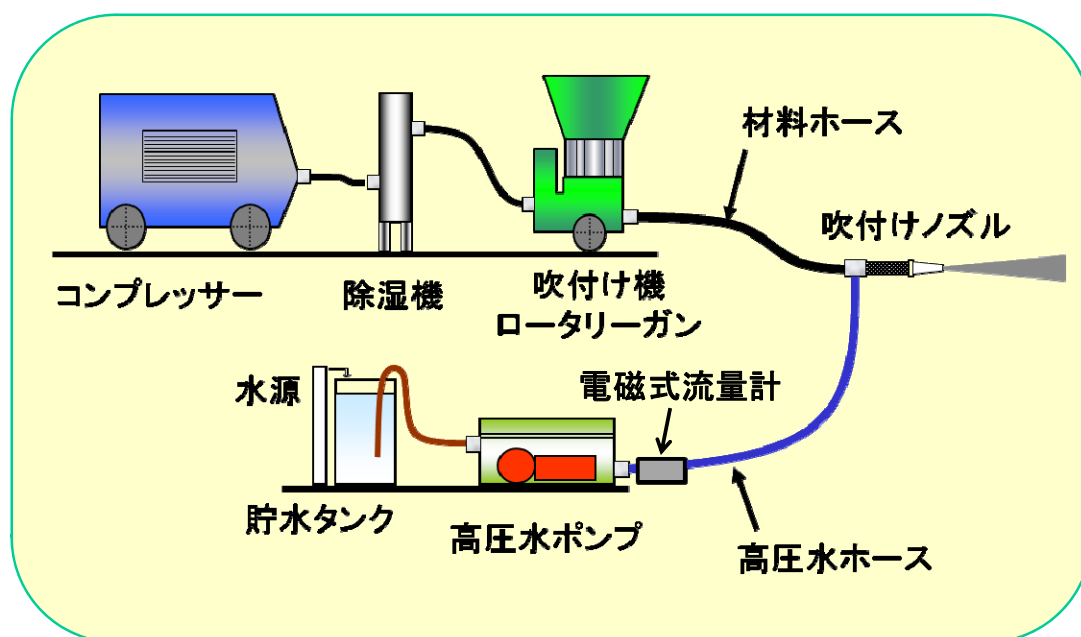 材料ホース
吹付けノズル
コンプレッサー
除湿機
吹付け機
ロータリーガン
水源
電磁式流量計
貯水タンク
高圧水ポンプ
高圧水ホース